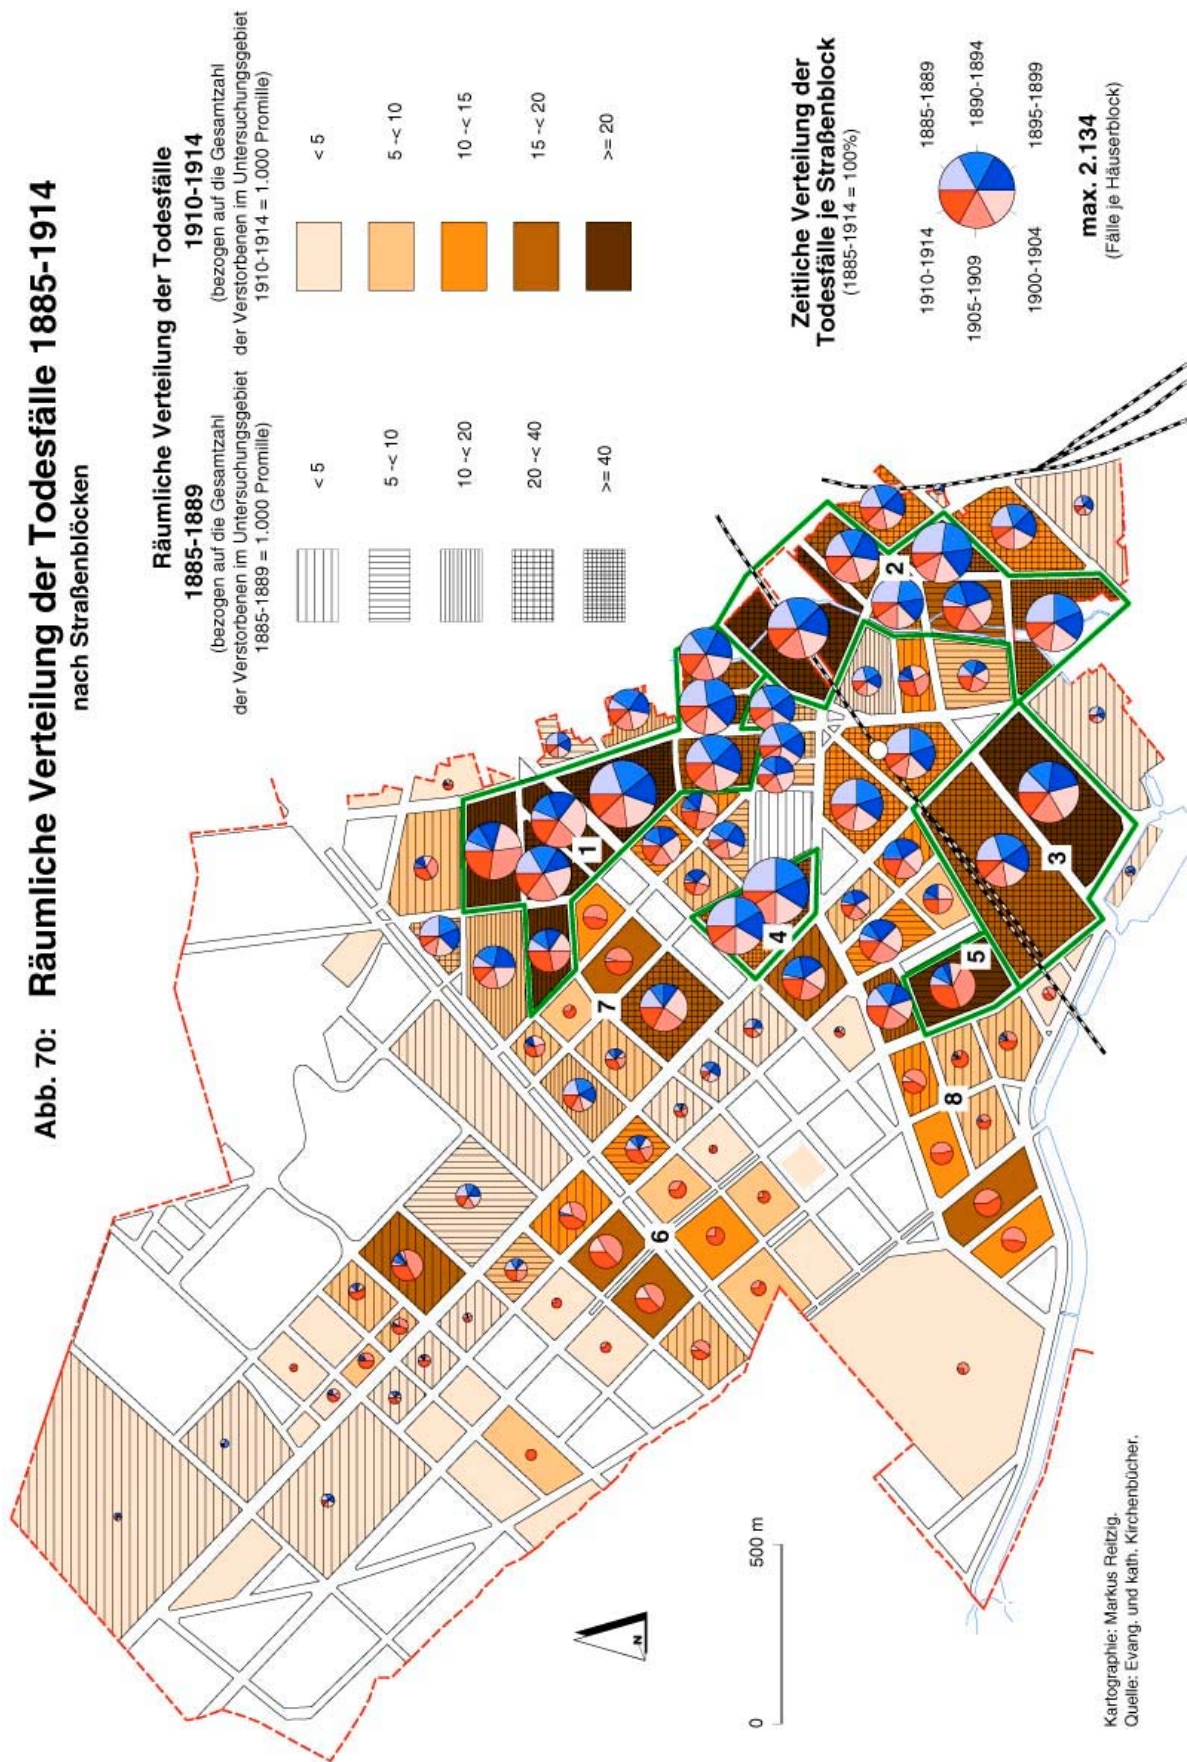 Abb. 70: Räumliche Verteilung der Todesfälle 1885-1914
nach Straßenblöcken
Räumliche Verteilung der Todesfälle
1885-1889
(bezogen auf die Gesamtzahl
der Verstorbenen im Untersuchungsgebiet
1885-1889 = 1.000 Promille)
< 5
5 -< 10
10 -< 20
20 -< 40
>= 40
1910-1914
(bezogen auf die Gesamtzahl
der Verstorbenen im Untersuchungsgebiet
1910-1914 = 1.000 Promille)
< 5
5 -< 10
10 -< 15
15 -< 20
>= 20
Zeitliche Verteilung der
Todesfälle je Straßenblock
(1885-1914 = 100%)
1910-1914
1885-1889
1905-1909
1890-1894
1900-1904
1895-1899
max. 2.134
(Fälle je Häuserblock)
1
2
3
4
5
6
7
8
N
0
500 m
Kartographie: Markus Reitzig.
Quelle: Evang. und kath. Kirchenbücher.